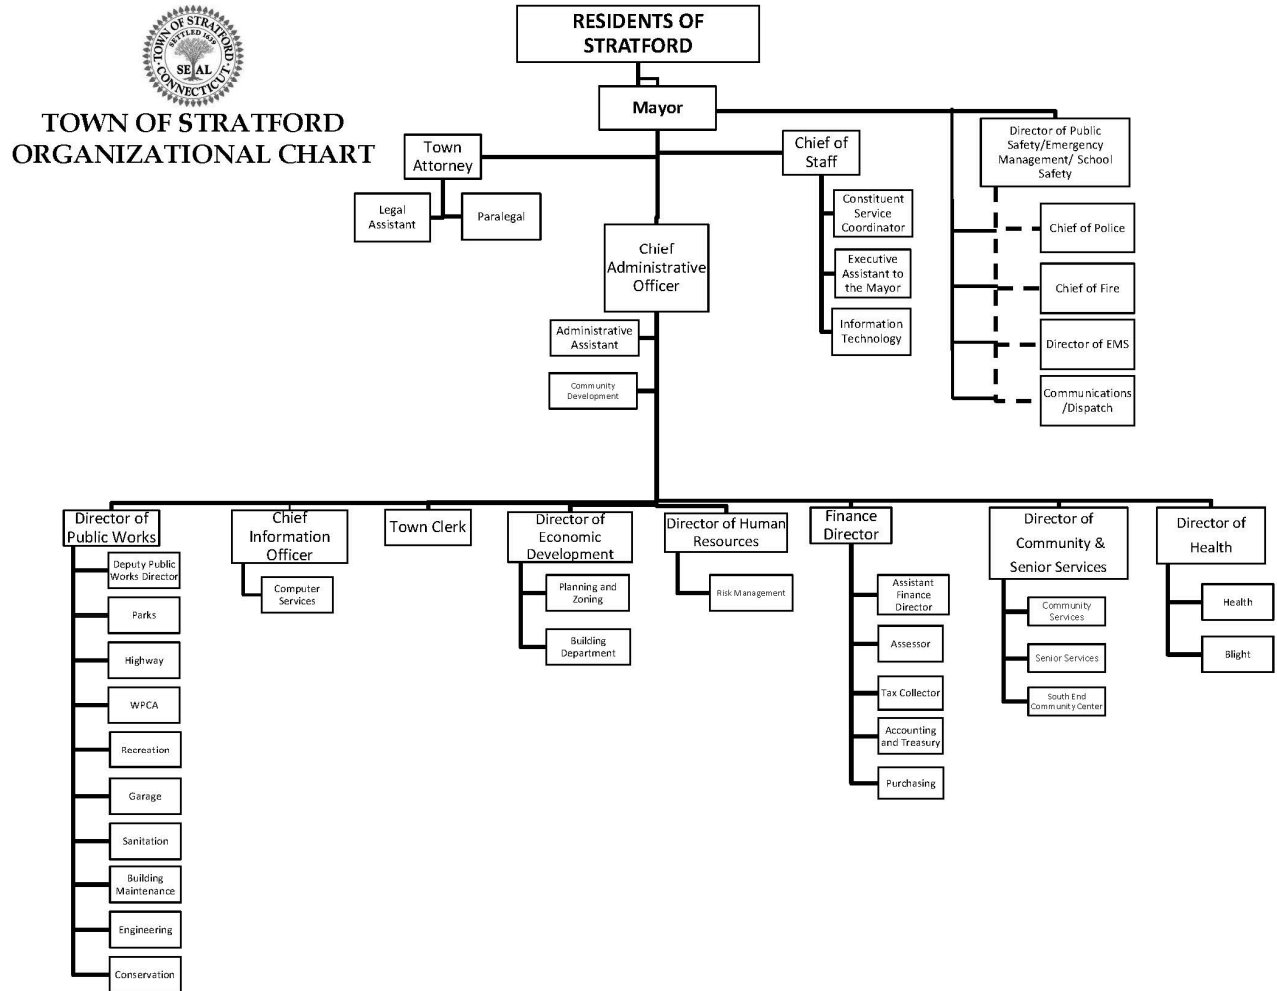 TOWN OF STRATFORD
SETTLED 1639
SEAL
CONNECTICUT
TOWN OF STRATFORD
ORGANIZATIONAL CHART
RESIDENTS OF
STRATFORD
Mayor
Town
Attorney
Legal
Assistant
Paralegal
Chief of
Staff
Constituent
Service
Coordinator
Executive
Assistant to
the Mayor
Information
Technology
Director of Public
Safety/Emergency
Management/ School
Safety
Chief of Police
Chief of Fire
Director of EMS
Communications
/Dispatch
Chief
Administrative
Officer
Administrative
Assistant
Community
Development
Director of
Public Works
Deputy Public
Works Director
Parks
Highway
WPCA
Recreation
Garage
Sanitation
Building
Maintenance
Engineering
Conservation
Chief
Information
Officer
Computer
Services
Town Clerk
Director of
Economic
Development
Planning and
Zoning
Building
Department
Director of Human
Resources
Risk Management
Finance
Director
Assistant
Finance
Director
Assessor
Tax Collector
Accounting
and Treasury
Purchasing
Director of
Community &
Senior Services
Community
Services
Senior Services
South End
Community Center
Director of
Health
Health
Blight